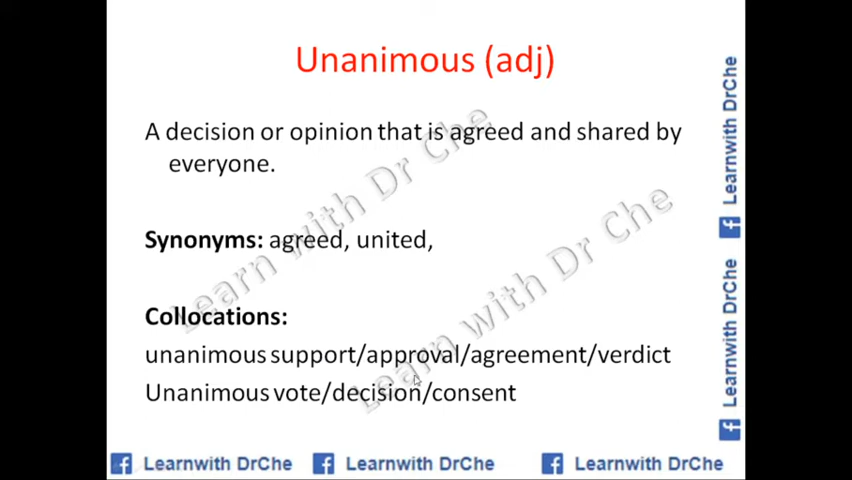 Unanimous (adj)
A decision or opinion that is agreed and shared by
everyone.
Synonyms: agreed, united,
Collocations:
unanimous support/approval/agreement/verdict
Unanimous vote/decision/consent
Learn with Dr Che
Learn with Dr Che
Learnwith DrChe
Learnwith DrChe
Learnwith DrChe Learnwith DrChe Learnwith DrChe